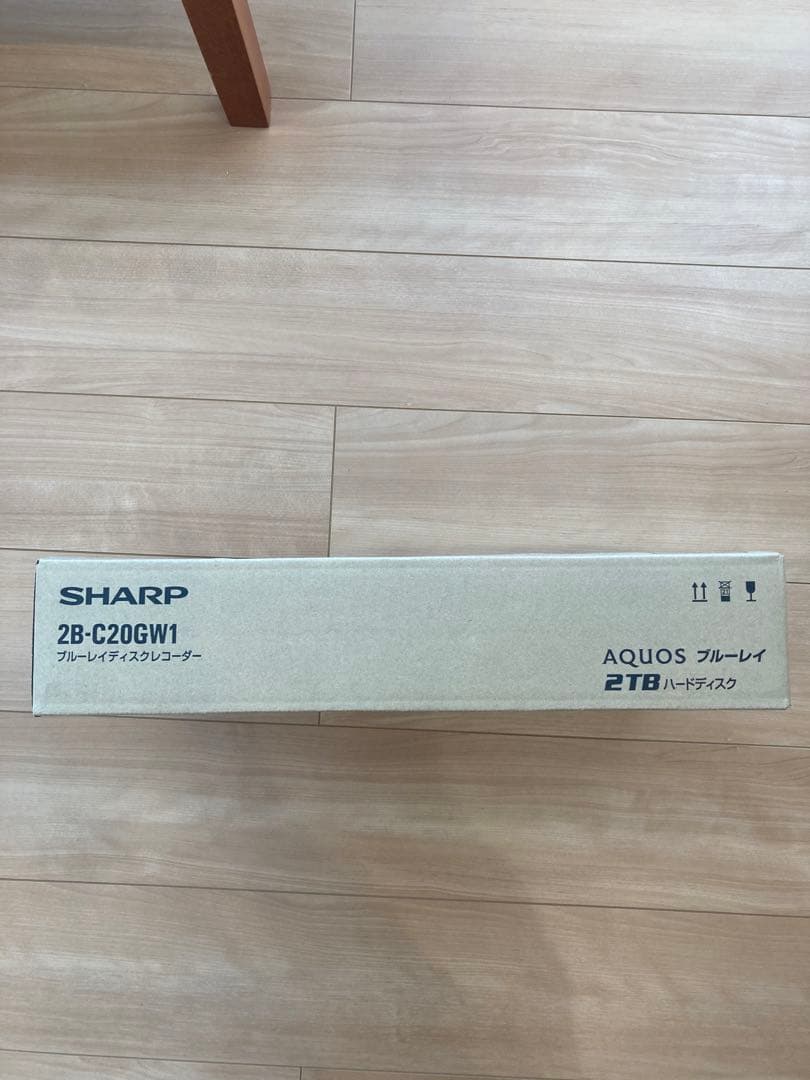 SHARP
2B-C20GW1
ブルーレイディスクレコーダー
AQUOS ブルーレイ
2TB ハードディスク